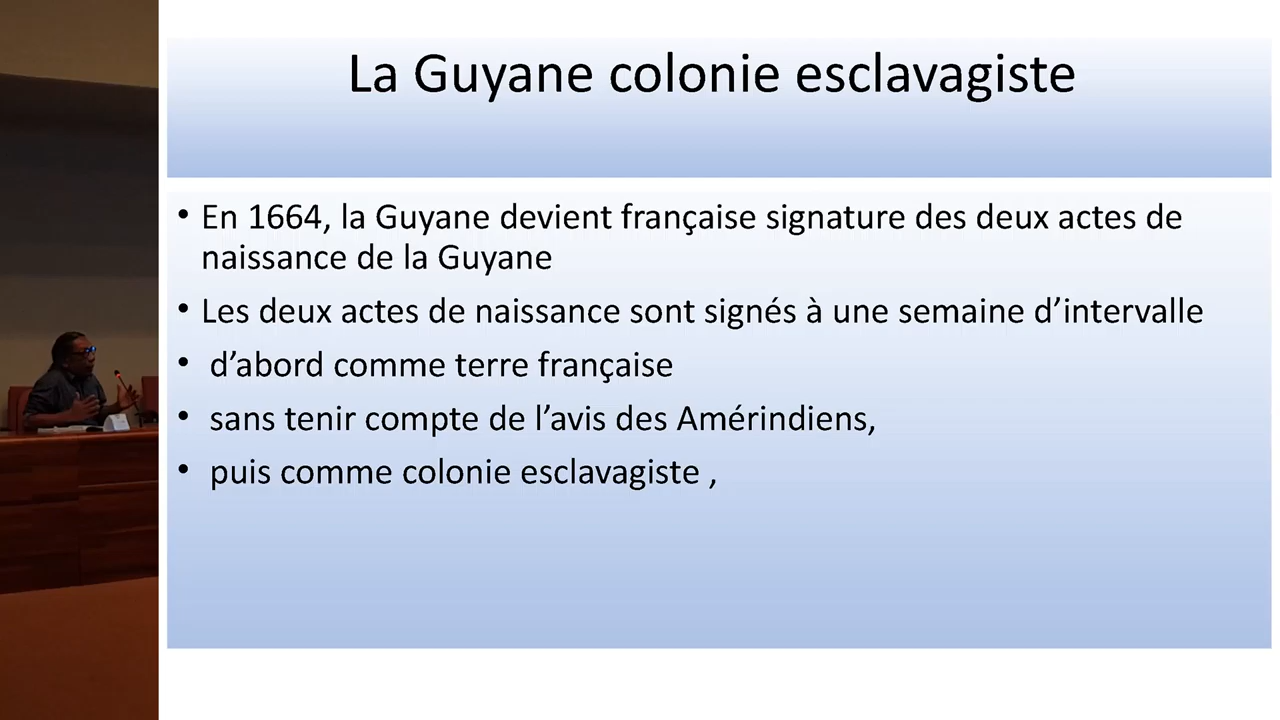 La Guyane colonie esclavagiste
• En 1664, la Guyane devient française signature des deux actes de
naissance de la Guyane
• Les deux actes de naissance sont signés à une semaine d’intervalle
• d’abord comme terre française
• sans tenir compte de l’avis des Amérindiens,
• puis comme colonie esclavagiste ,